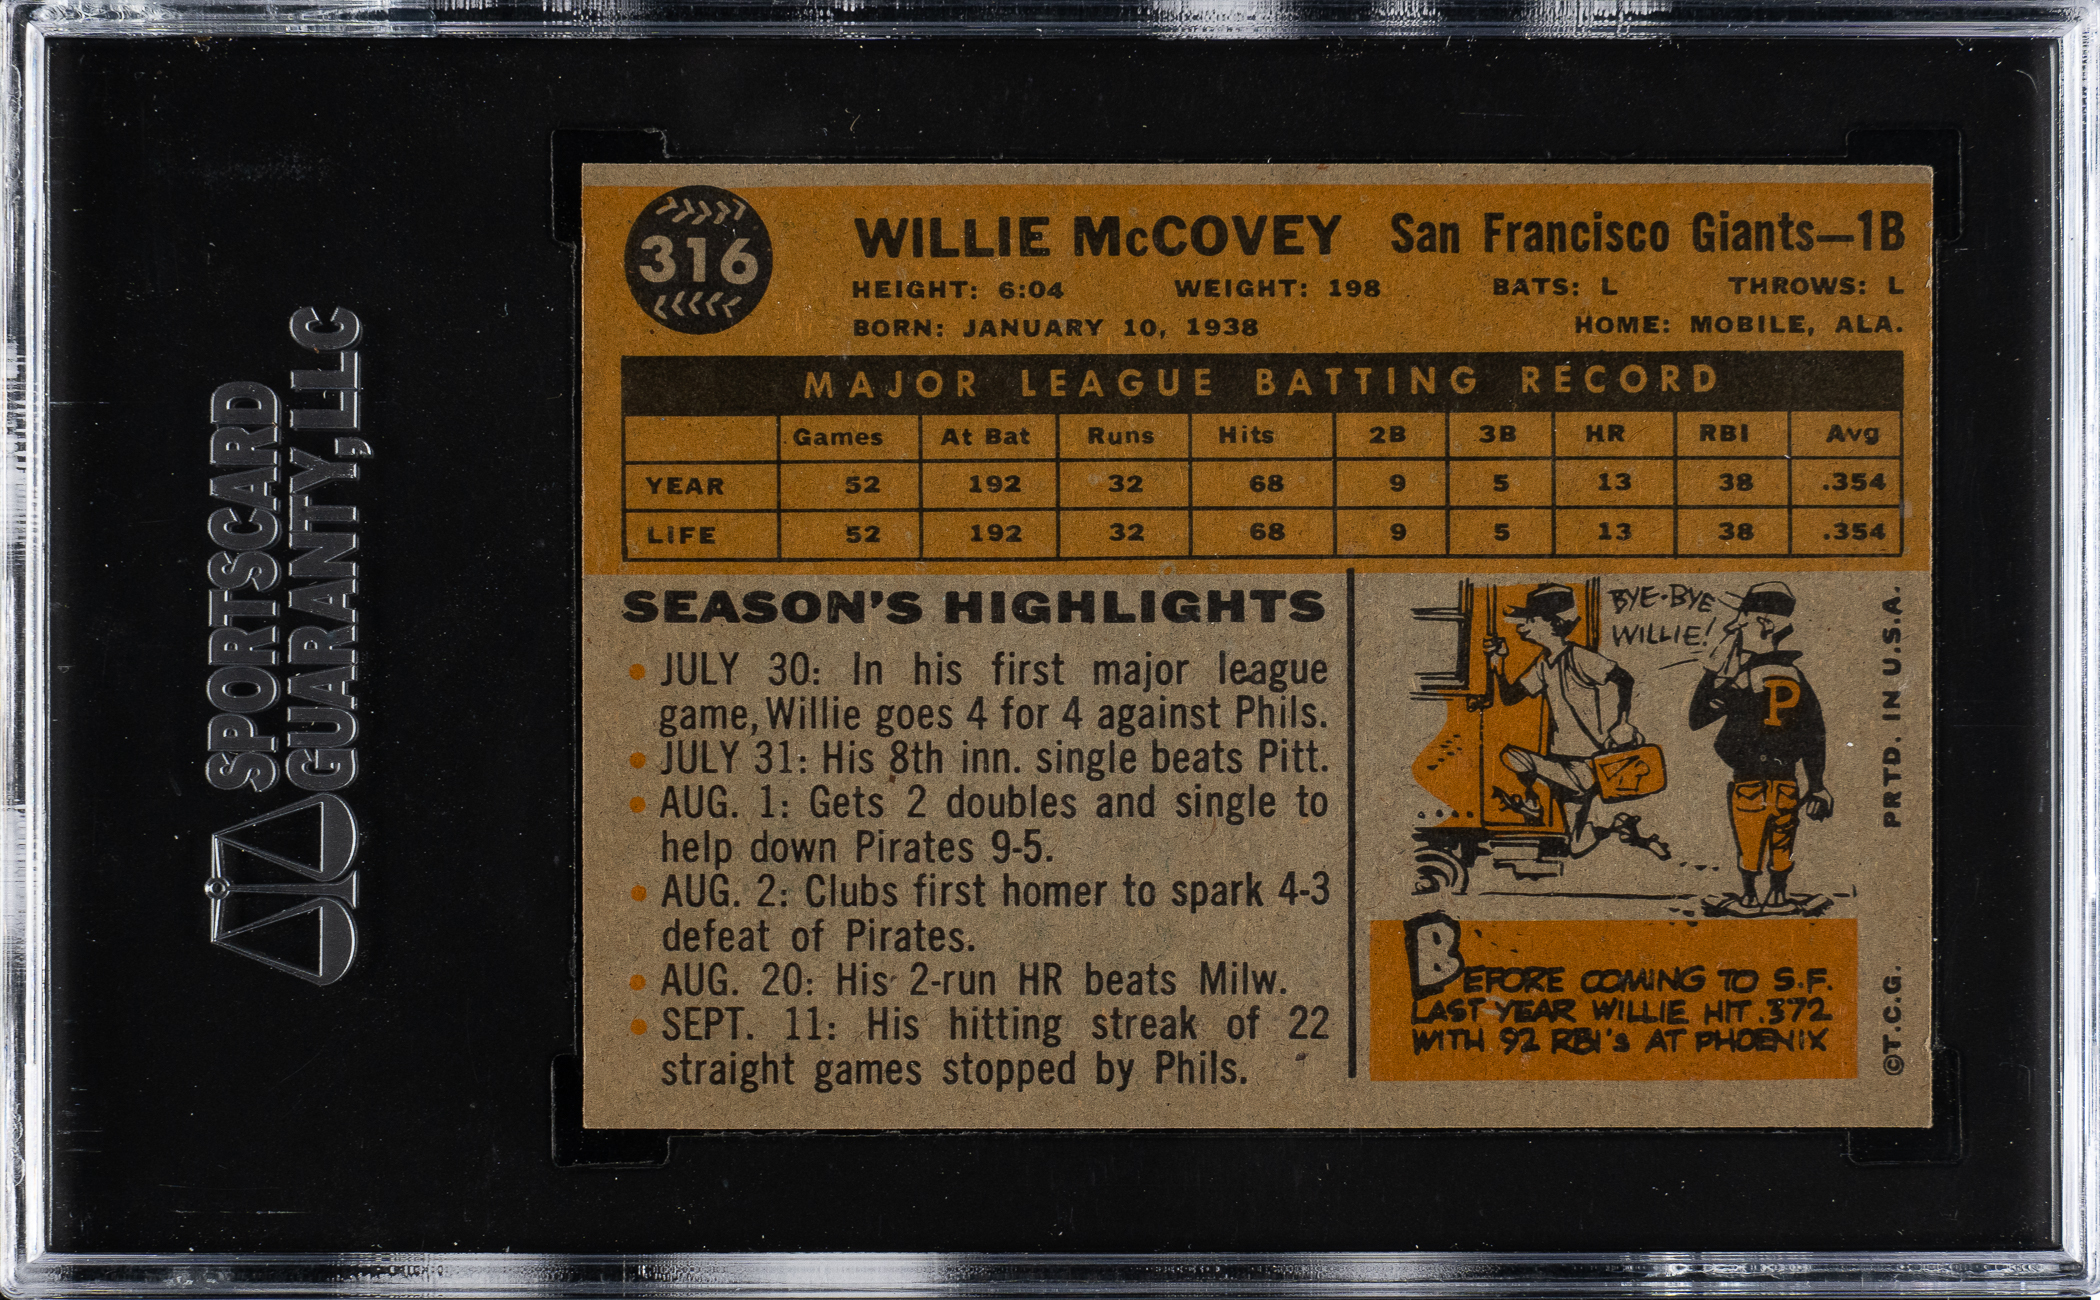 SPORTSCARD
GUARANTY, LLC
316
WILLIE McCOVEY San Francisco Giants—1B
HEIGHT: 6:04 WEIGHT: 198 BATS: L THROWS: L
BORN: JANUARY 10, 1938 HOME: MOBILE, ALA.
MAJOR LEAGUE BATTING RECORD
Games At Bat Runs Hits 2B 3B HR RBI Avg
YEAR 52 192 32 68 9 5 13 38 .354
LIFE 52 192 32 68 9 5 13 38 .354
SEASON'S HIGHLIGHTS
• JULY 30: In his first major league
game, Willie goes 4 for 4 against Phils.
• JULY 31: His 8th inn. single beats Pitt.
• AUG. 1: Gets 2 doubles and single to
help down Pirates 9-5.
• AUG. 2: Clubs first homer to spark 4-3
defeat of Pirates.
• AUG. 20: His 2-run HR beats Milw.
• SEPT. 11: His hitting streak of 22
straight games stopped by Phils.
BYE-BYE
WILLIE!
P
BEFORE COMING TO S.F.
LAST YEAR WILLIE HIT .372
WITH 92 RBI's AT PHOENIX
©T.C.G. PRTD. IN U.S.A.